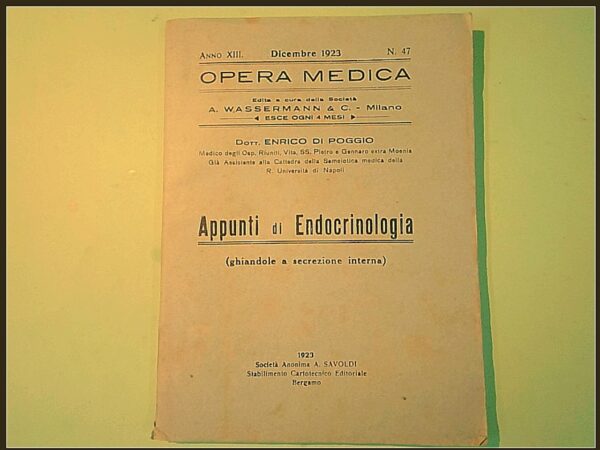 ANNO XIII. Dicembre 1923 N. 47
OPERA MEDICA
Edita a cura della Società
A. WASSERMANN & C. - Milano
ESCE OGNI 4 MESI
DOTT. ENRICO DI POGGIO
Medico degli Osp. Riuniti, Vita, SS. Pietro e Gennaro extra Moenia
Già Assistente alla Cattedra della Semeiotica medica della
R. Università di Napoli
Appunti di Endocrinologia
(ghiandole a secrezione interna)
1923
Società Anonima A. SAVOLDI
Stabilimento Cartotecnico Editoriale
Bergamo